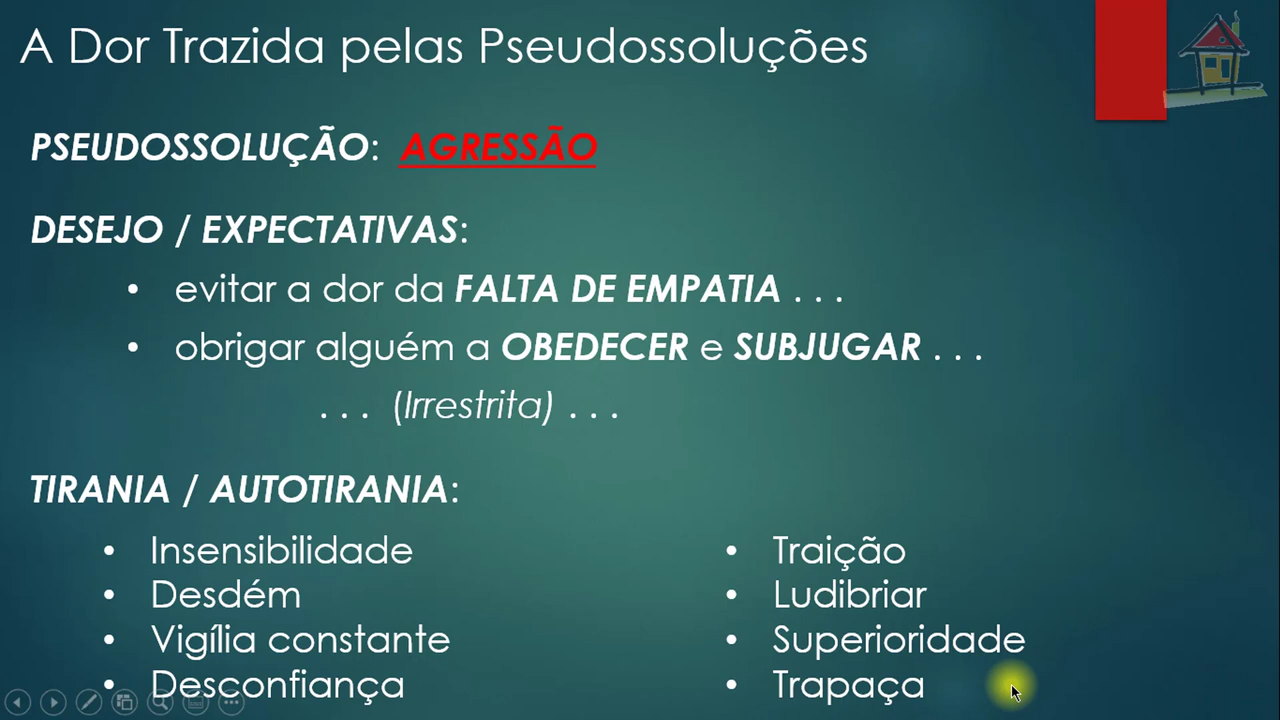 A Dor Trazida pelas Pseudossoluções
PSEUDOSSOLUÇÃO: AGRESSÃO
DESEJO / EXPECTATIVAS:
• evitar a dor da FALTA DE EMPATIA . . .
• obrigar alguém a OBEDECER e SUBJUGAR . . .
. . . (Irrestrita) . . .
TIRANIA / AUTOTIRANIA:
• Insensibilidade
• Desdém
• Vigília constante
• Desconfiança
• Traição
• Ludibriar
• Superioridade
• Trapaça